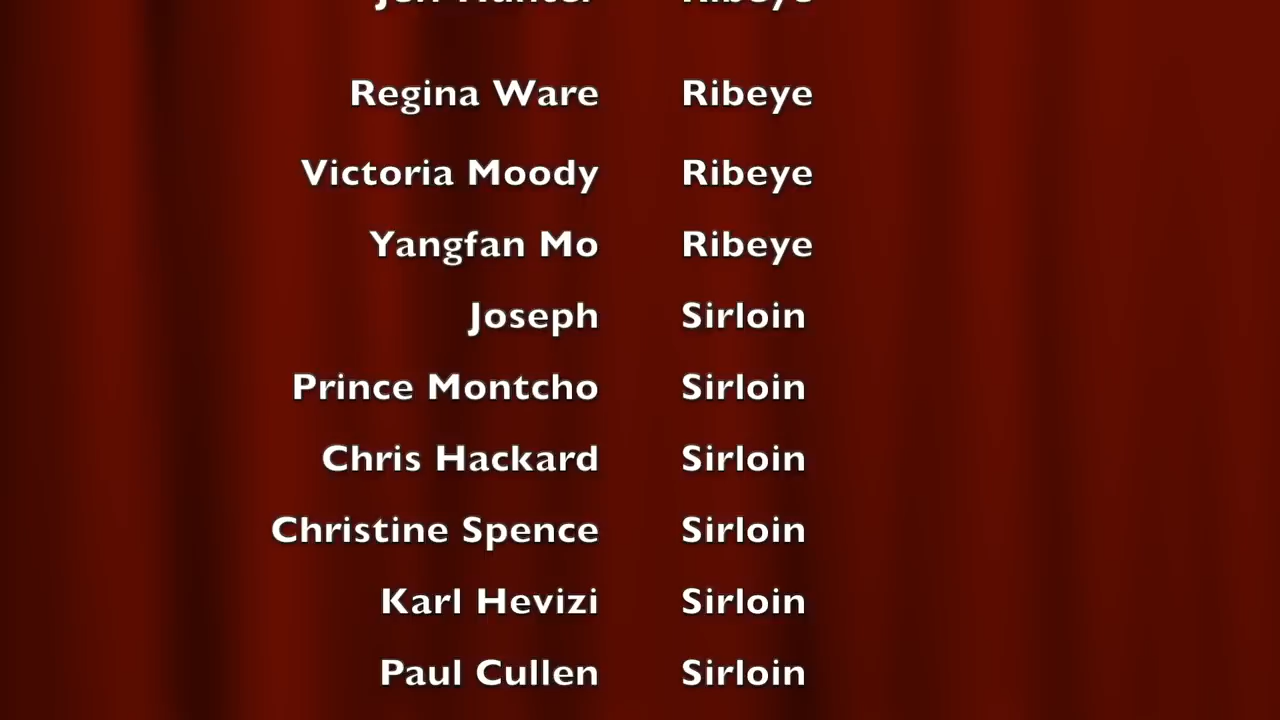 Regina Ware Ribeye
Victoria Moody Ribeye
Yangfan Mo Ribeye
Joseph Sirloin
Prince Montcho Sirloin
Chris Hackard Sirloin
Christine Spence Sirloin
Karl Hevizi Sirloin
Paul Cullen Sirloin